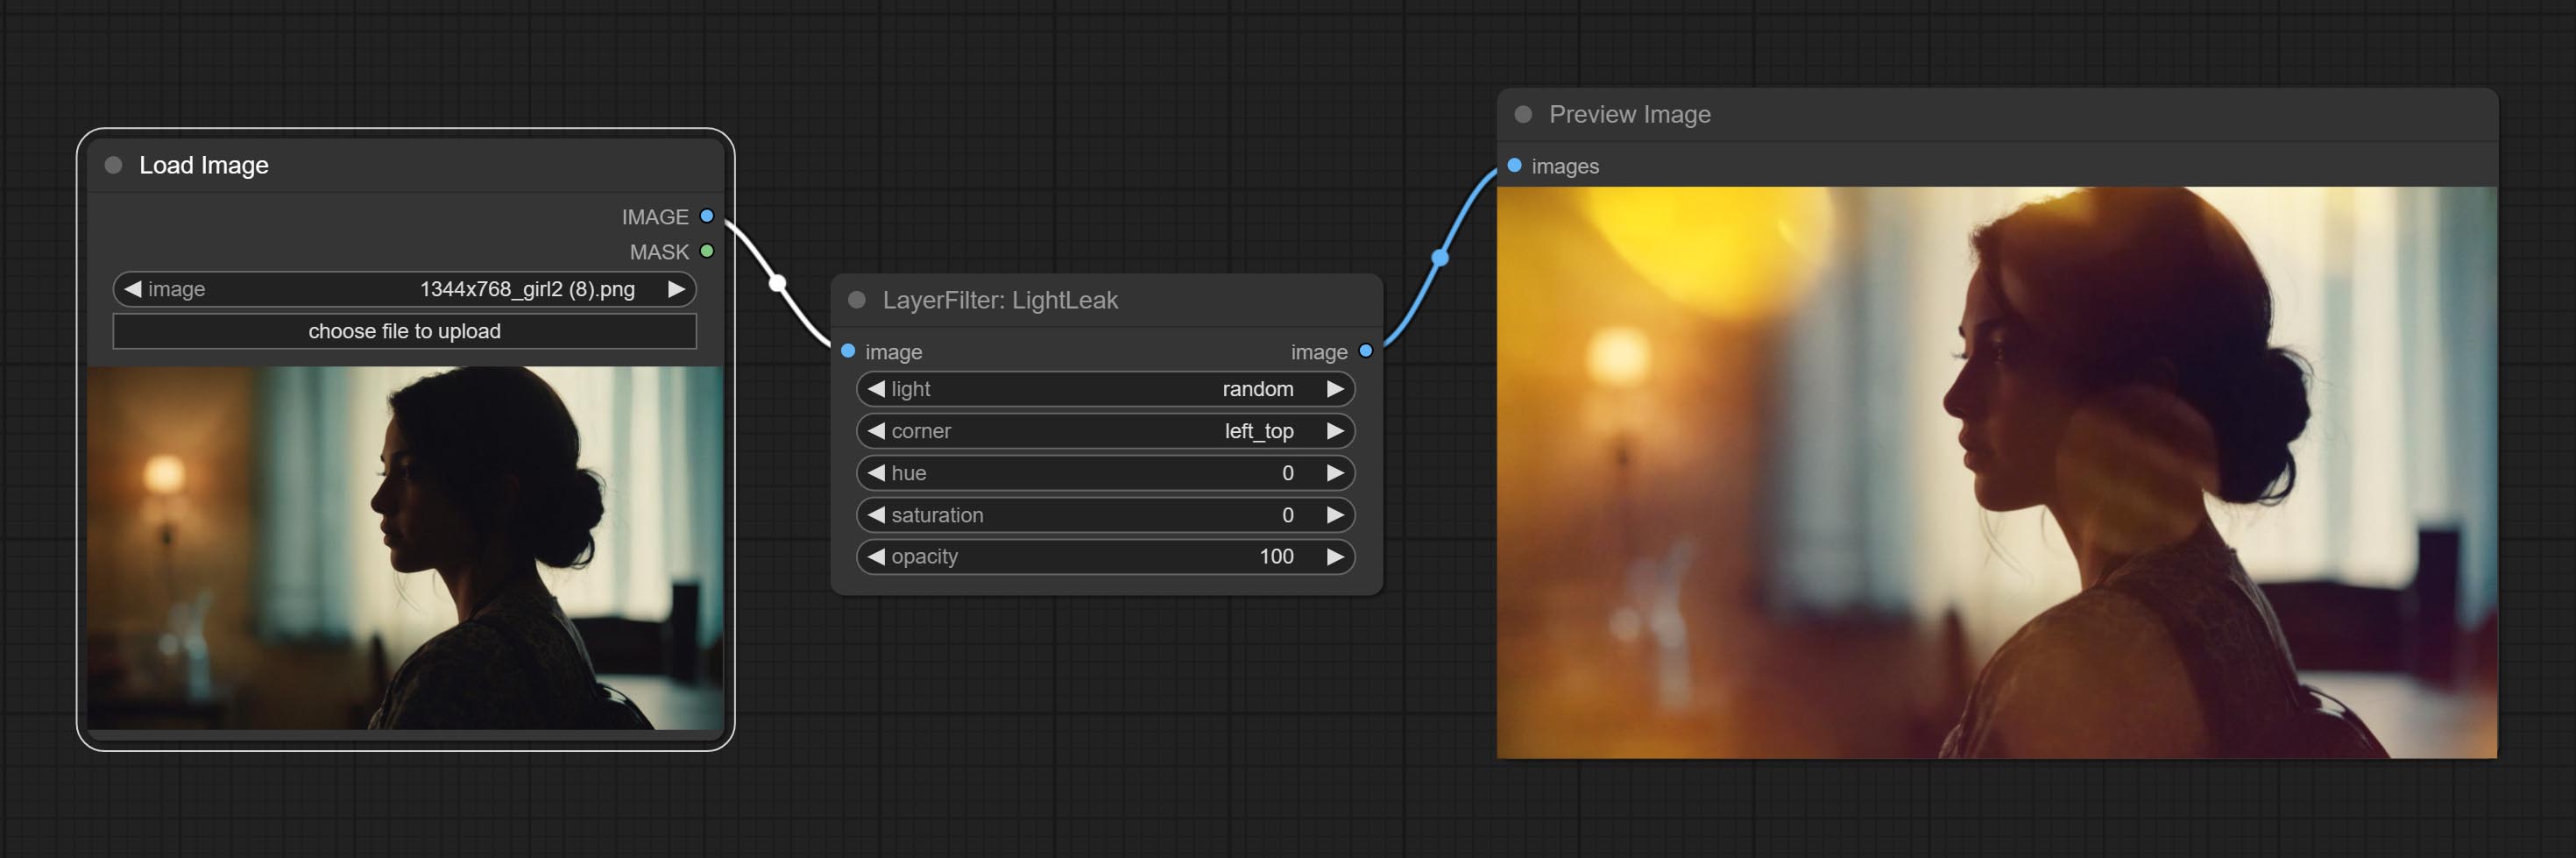 Load Image
IMAGE
MASK
image 1344x768_girl2 (8).png
choose file to upload
LayerFilter: LightLeak
image image
light random
corner left_top
hue 0
saturation 0
opacity 100
Preview Image
images